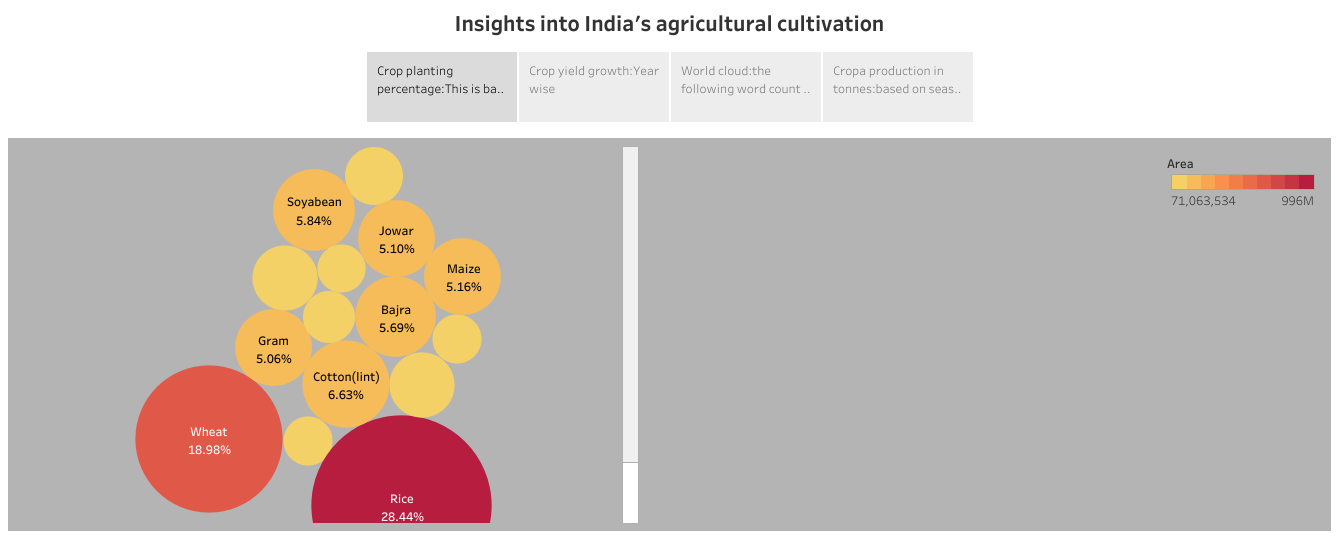 Insights into India's agricultural cultivation
Crop planting
percentage:This is ba..
Crop yield growth:Year
wise
World cloud:the
following word count ..
Cropa production in
tonnes:based on seas..
Area
71,063,534
996M
Soyabean
5.84%
Jowar
5.10%
Maize
5.16%
Bajra
5.69%
Gram
5.06%
Cotton(lint)
6.63%
Wheat
18.98%
Rice
28.44%